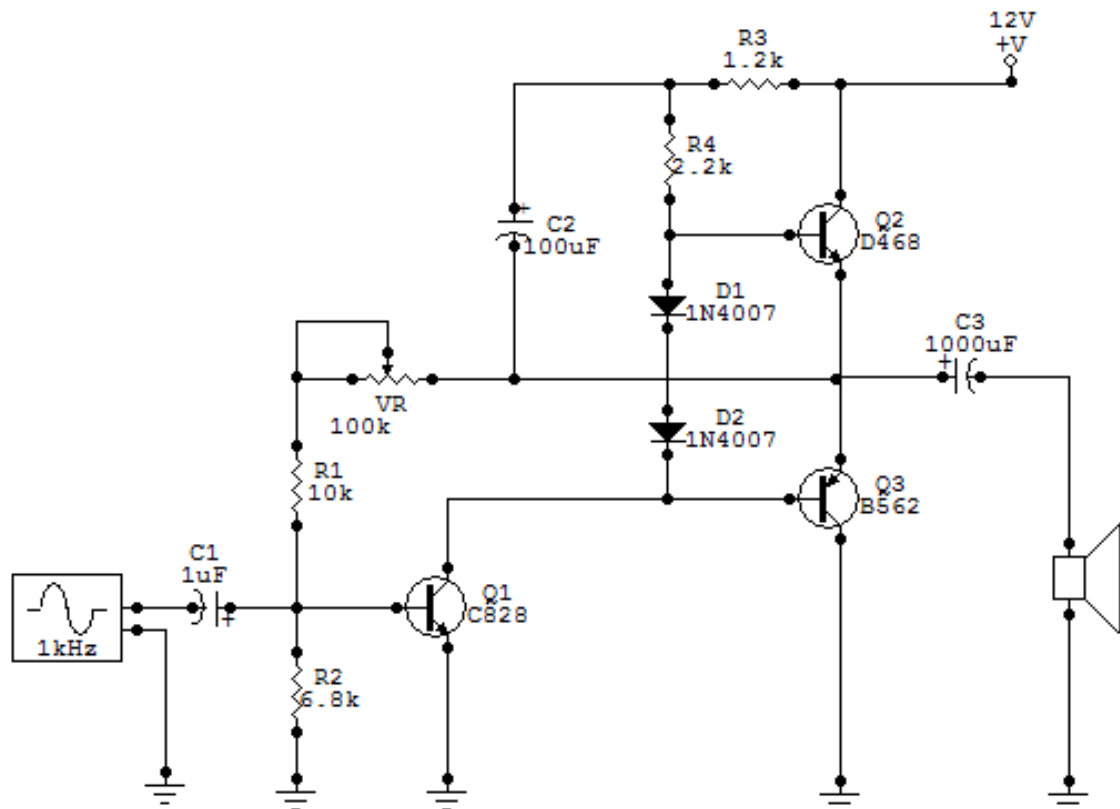 12V
+V
R3
1.2k
R4
2.2k
+
C2
100uF
Q2
D468
D1
1N4007
C3
+
1000uF
VR
100k
D2
1N4007
R1
10k
Q3
B562
C1
1uF
+
Q1
C828
1kHz
R2
6.8k